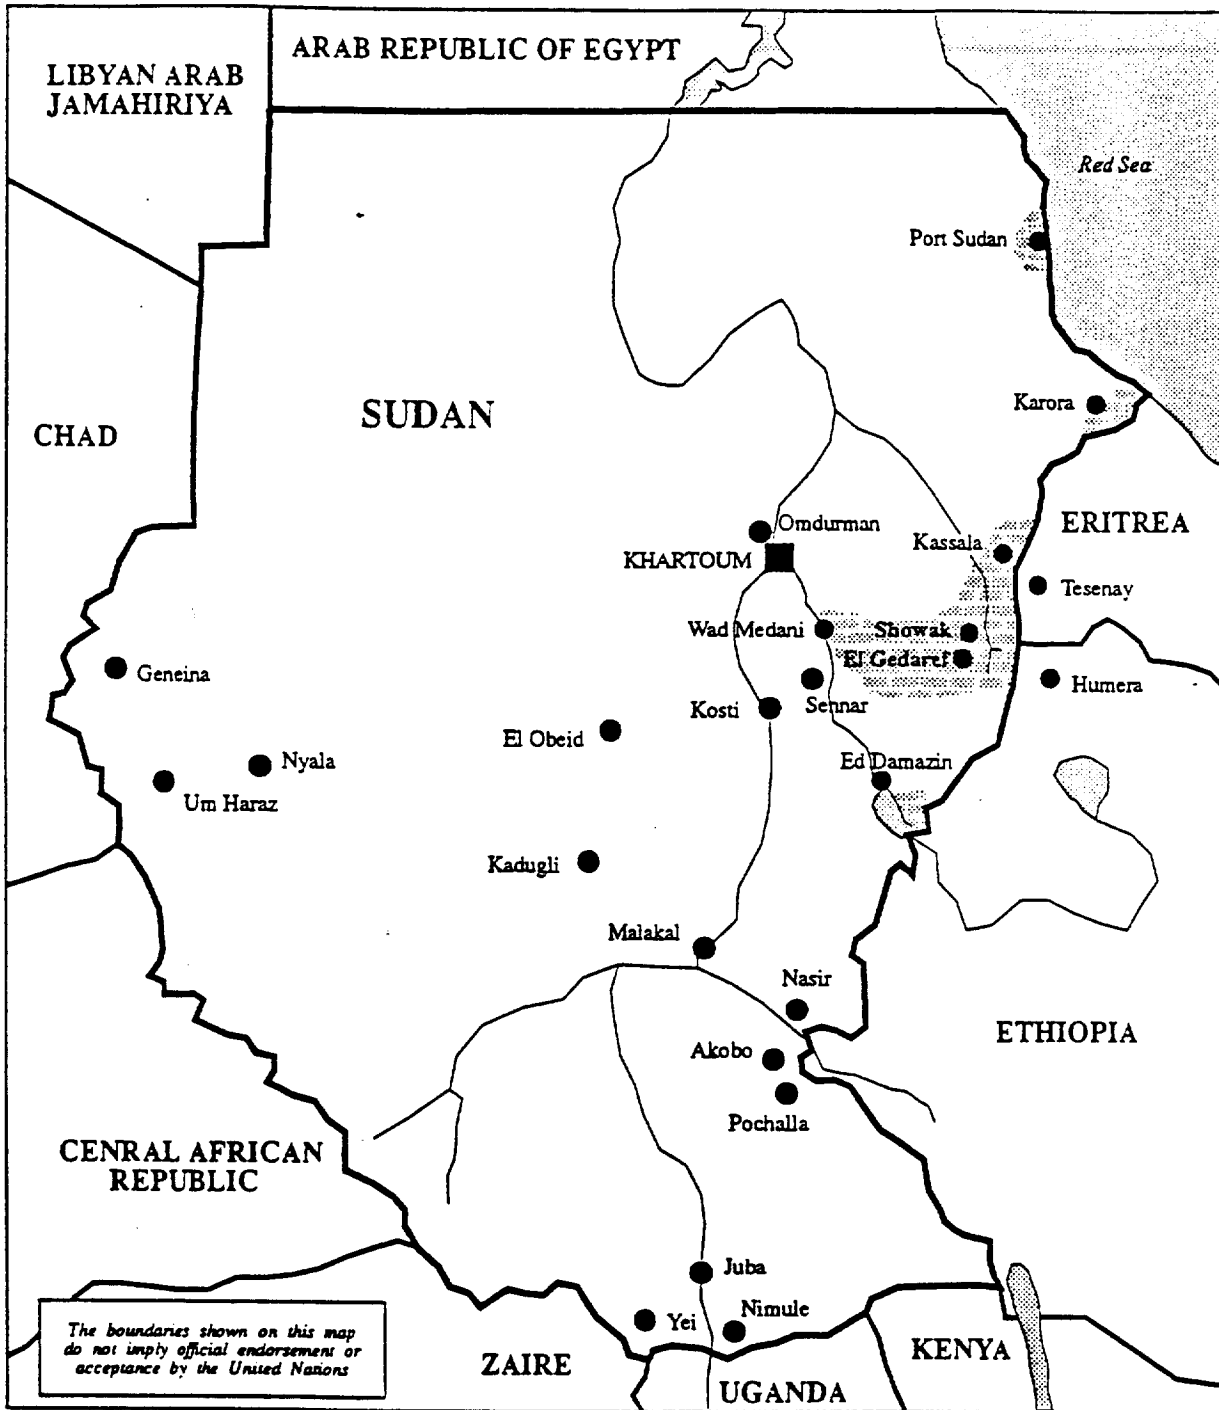 ARAB REPUBLIC OF EGYPT
LIBYAN ARAB
JAMAHIRIYA
Red Sea
Port Sudan
SUDAN
Karora
CHAD
ERITREA
Omdurman
Kassala
KHARTOUM
Tesenay
Wad Medani
Showak
El Gedaref
Geneina
Humera
Sennar
Kosti
El Obeid
Nyala
Ed Damazin
Um Haraz
Kadugli
Malakal
Nasir
ETHIOPIA
Akobo
Pochalla
CENRAL AFRICAN
REPUBLIC
Juba
Nimule
Yei
The boundaries shown on this map
do not imply official endorsement or
acceptance by the United Nations
KENYA
ZAIRE
UGANDA